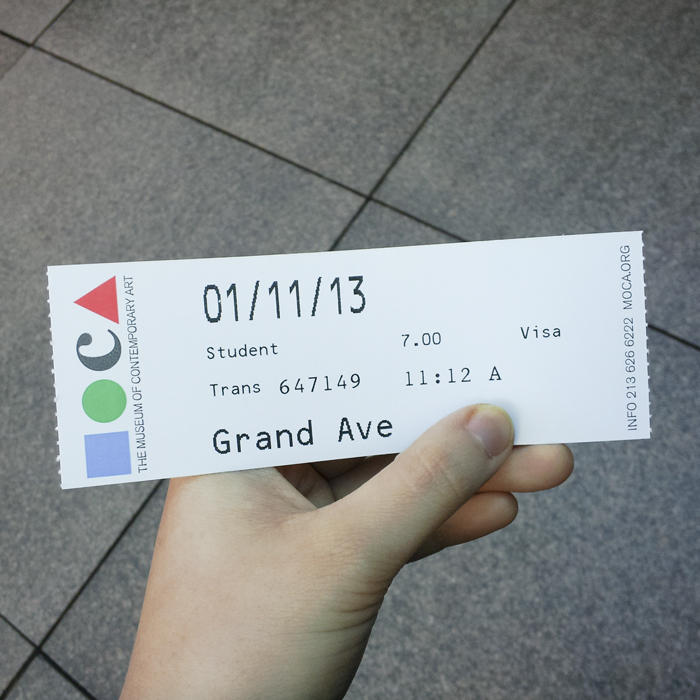 MOCA
THE MUSEUM OF CONTEMPORARY ART
01/11/13
Student 7.00 Visa
Trans 647149 11:12 A
Grand Ave
INFO 213 626 6222 MOCA.ORG